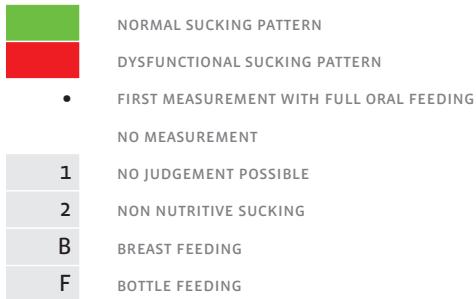 NORMAL SUCKING PATTERN
DYSFUNCTIONAL SUCKING PATTERN
• FIRST MEASUREMENT WITH FULL ORAL FEEDING
NO MEASUREMENT
1 NO JUDGEMENT POSSIBLE
2 NON NUTRITIVE SUCKING
B BREAST FEEDING
F BOTTLE FEEDING